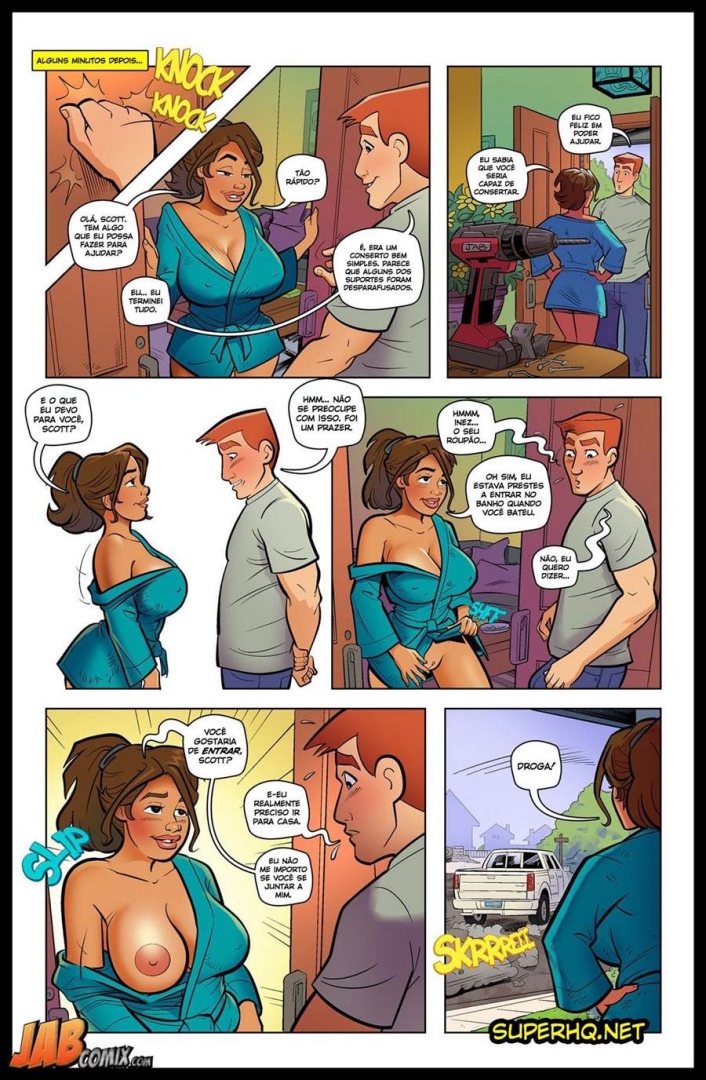 ALGUNS MINUTOS DEPOIS...
KNOCK
KNOCK
OLÁ, SCOTT.
TEM ALGO
QUE EU POSSA
FAZER PARA
AJUDAR?
EU... EU
TERMINEI
TUDO.
TÃO
RÁPIDO?
É, ERA UM
CONSERTO BEM
SIMPLES. PARECE
QUE ALGUNS DOS
SUPORTES FORAM
DESPARAFUSADOS.
EU SABIA
QUE VOCÊ
SERIA
CAPAZ DE
CONSERTAR.
EU FICO
FELIZ EM
PODER
AJUDAR.
JAB
E O QUE
EU DEVO
PARA VOCÊ,
SCOTT?
HMM... NÃO
SE PREOCUPE
COM ISSO. FOI
UM PRAZER.
HMMM,
INEZ...
O SEU
ROUPÃO...
OH SIM, EU
ESTAVA PRESTES
A ENTRAR NO
BANHO QUANDO
VOCÊ BATEU.
NÃO, EU
QUERO
DIZER...
SHFT
VOCÊ
GOSTARIA
DE ENTRAR,
SCOTT?
E-EU
REALMENTE
PRECISO IR
PARA CASA.
EU NÃO
ME IMPORTO
SE VOCÊ SE
JUNTAR A
MIM.
SLIP
DROGA!
SKRRREII
JABCOMIX.com
SUPERHQ.NET